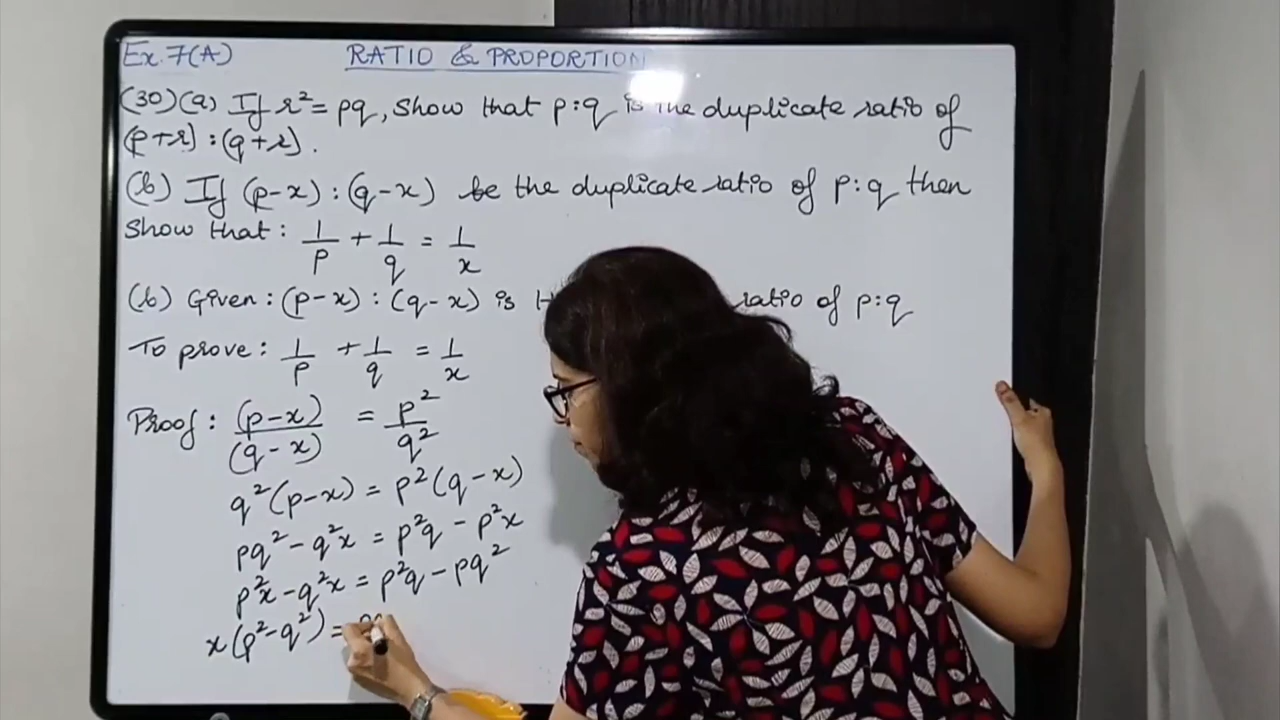 Ex. 7(A) RATIO & PROPORTION
(30)(a) If r² = pq, Show that p:q is the duplicate ratio of
(p+r):(q+r).
(b) If (p-x):(q-x) be the duplicate ratio of p:q then
Show that: 1/p + 1/q = 1/x
(b) Given: (p-x):(q-x) is ratio of p:q
To prove: 1/p + 1/q = 1/x
Proof: (p-x)/(q-x) = p²/q²
q²(p-x) = p²(q-x)
pq² - q²x = p²q - p²x
p²x - q²x = p²q - pq²
x(p²-q²) =